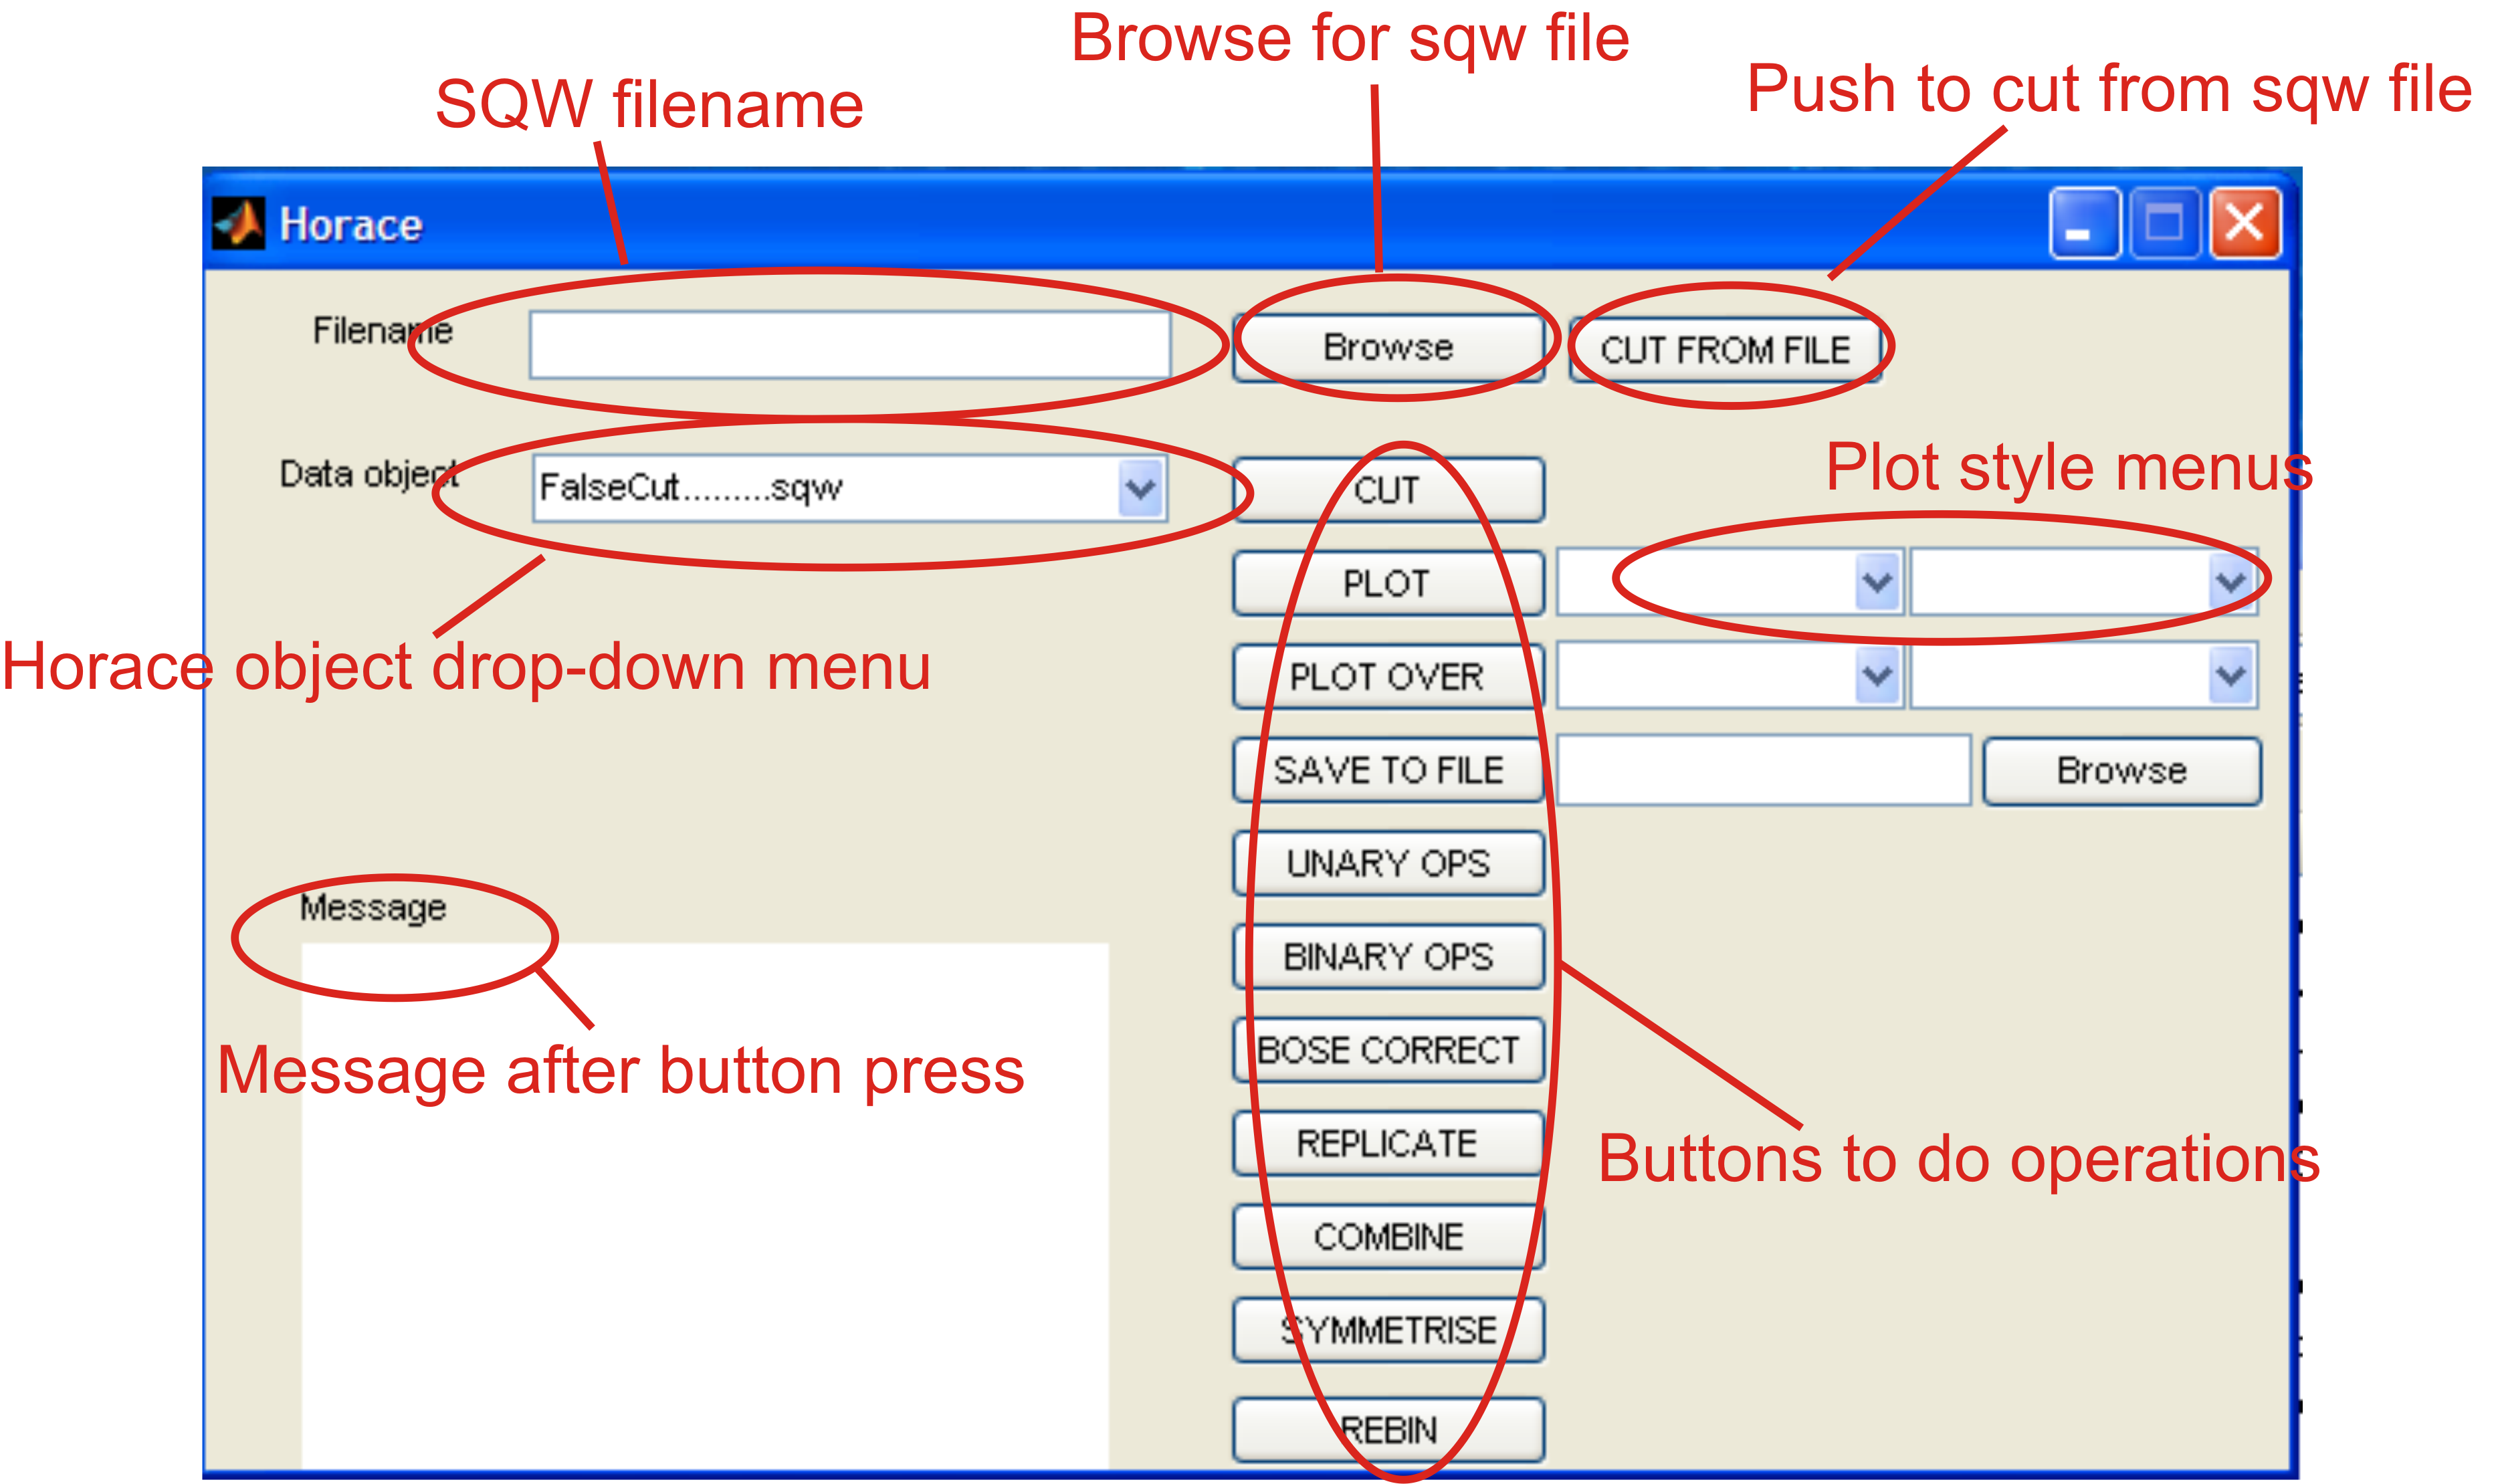 Browse for sqw file
SQW filename
Push to cut from sqw file
Horace
Filename
Browse
CUT FROM FILE
Data object
FalseCut.........sqw
CUT
Plot style menus
PLOT
Horace object drop-down menu
PLOT OVER
SAVE TO FILE
Browse
UNARY OPS
Message
BINARY OPS
Message after button press
BOSE CORRECT
REPLICATE
Buttons to do operations
COMBINE
SYMMETRISE
REBIN